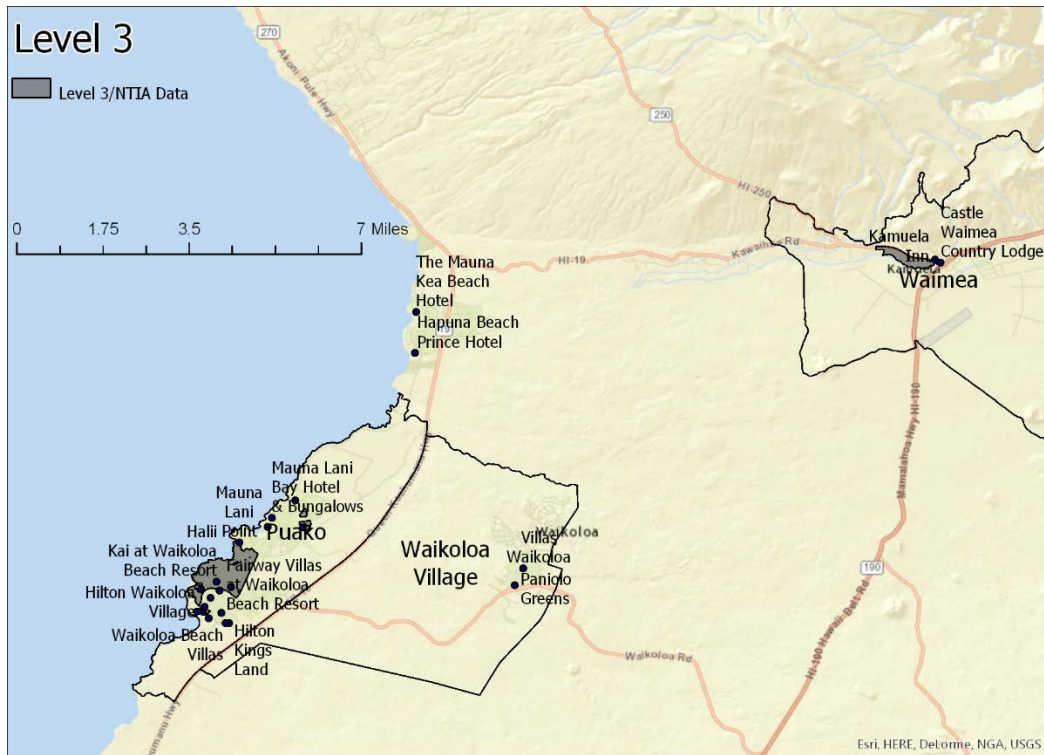 Level 3
Level 3/NTIA Data
0 1.75 3.5 7 Miles
270
Akoni Pule Hwy
250
HI-250
Kawaihae Rd
HI-19
19
Castle
Waimea
Country Lodge
Kamuela
Inn
Kamuela
Waimea
The Mauna
Kea Beach
Hotel
Hapuna Beach
Prince Hotel
Mamalahoa Hwy HI-190
190
HI-190 Hawaii Belt Rd
Mauna Lani
Bay Hotel
& Bungalows
Mauna
Lani
Halii Point
Puako
Kai at Waikoloa
Beach Resort
Fairway Villas
at Waikoloa
Beach Resort
Hilton Waikoloa
Village
Waikoloa Beach
Villas
Hilton
Kings
Land
Waikoloa
Village
Waikoloa
Villas
Waikoloa
Paniolo
Greens
Waikoloa Rd
umanu Hwy
Esri, HERE, DeLorme, NGA, USGS